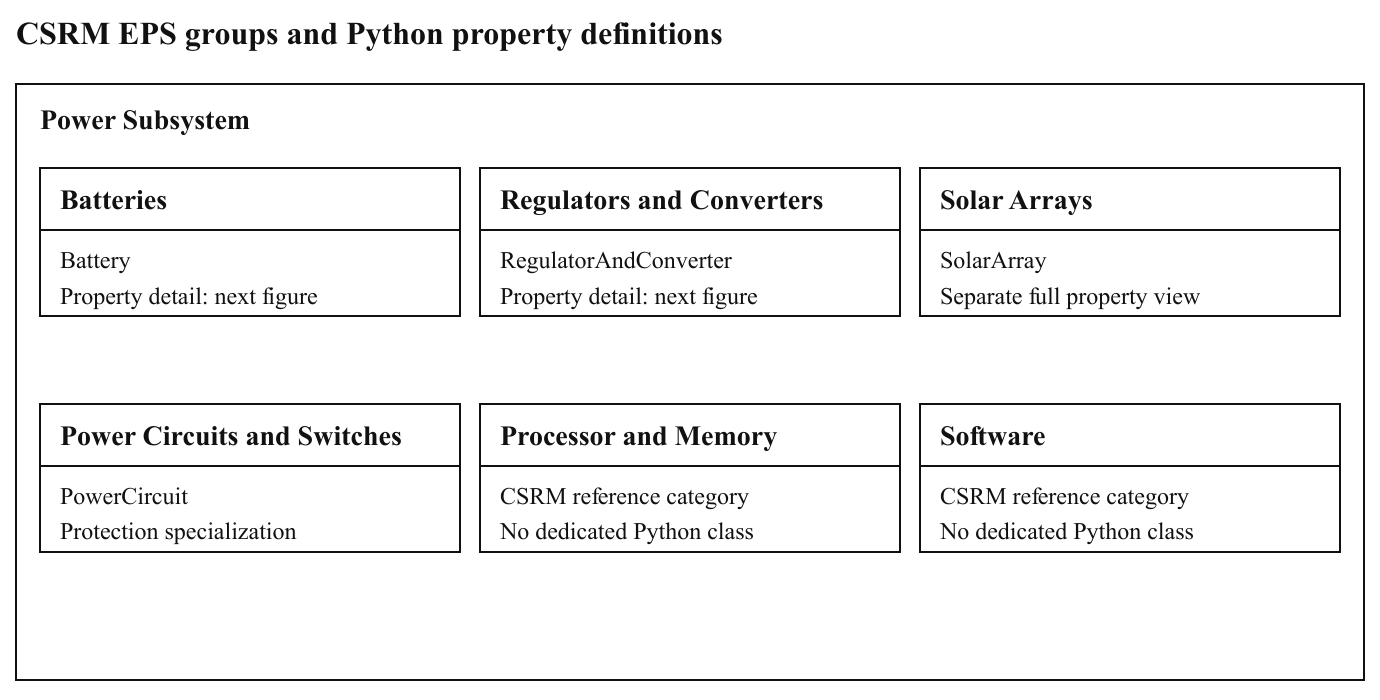 CSRM EPS groups and Python property definitions
Power Subsystem
Batteries
Battery
Property detail: next figure
Regulators and Converters
RegulatorAndConverter
Property detail: next figure
Solar Arrays
SolarArray
Separate full property view
Power Circuits and Switches
PowerCircuit
Protection specialization
Processor and Memory
CSRM reference category
No dedicated Python class
Software
CSRM reference category
No dedicated Python class